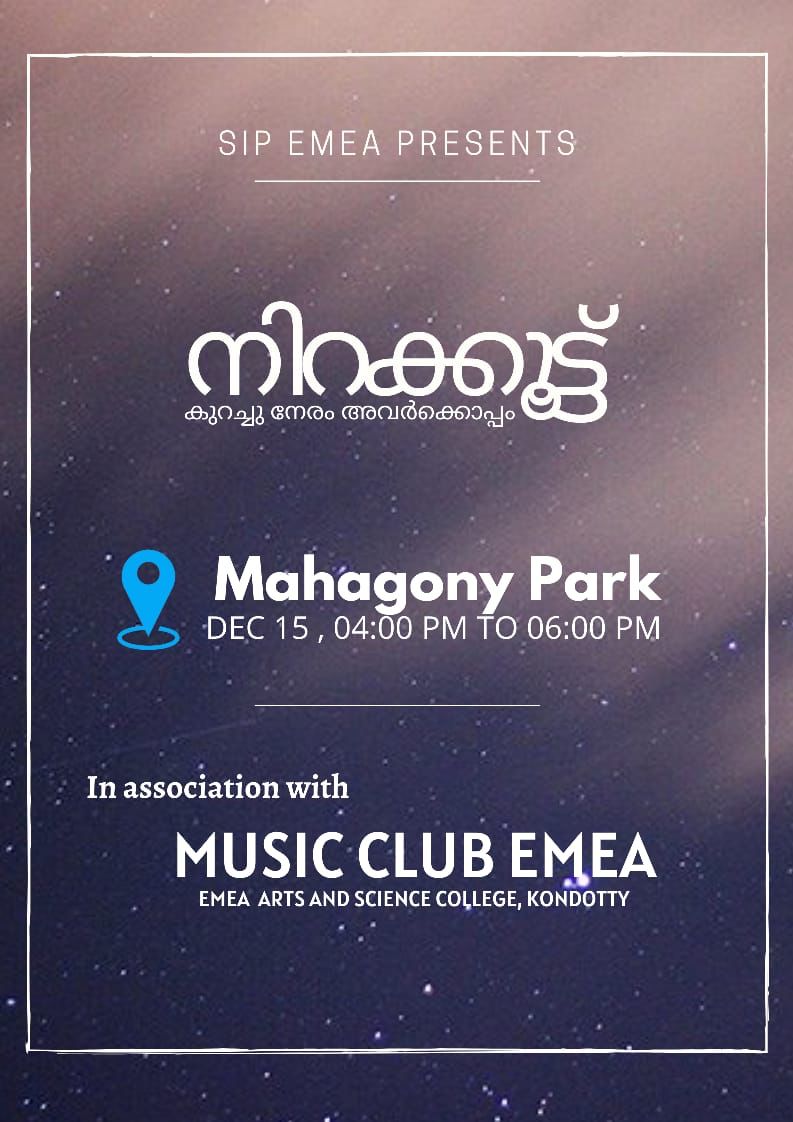 SIP EMEA PRESENTS
നിറക്കൂട്ട്
കുറച്ചു നേരം അവർക്കൊപ്പം
Mahagony Park
DEC 15 , 04:00 PM TO 06:00 PM
In association with
MUSIC CLUB EMEA
EMEA ARTS AND SCIENCE COLLEGE, KONDOTTY